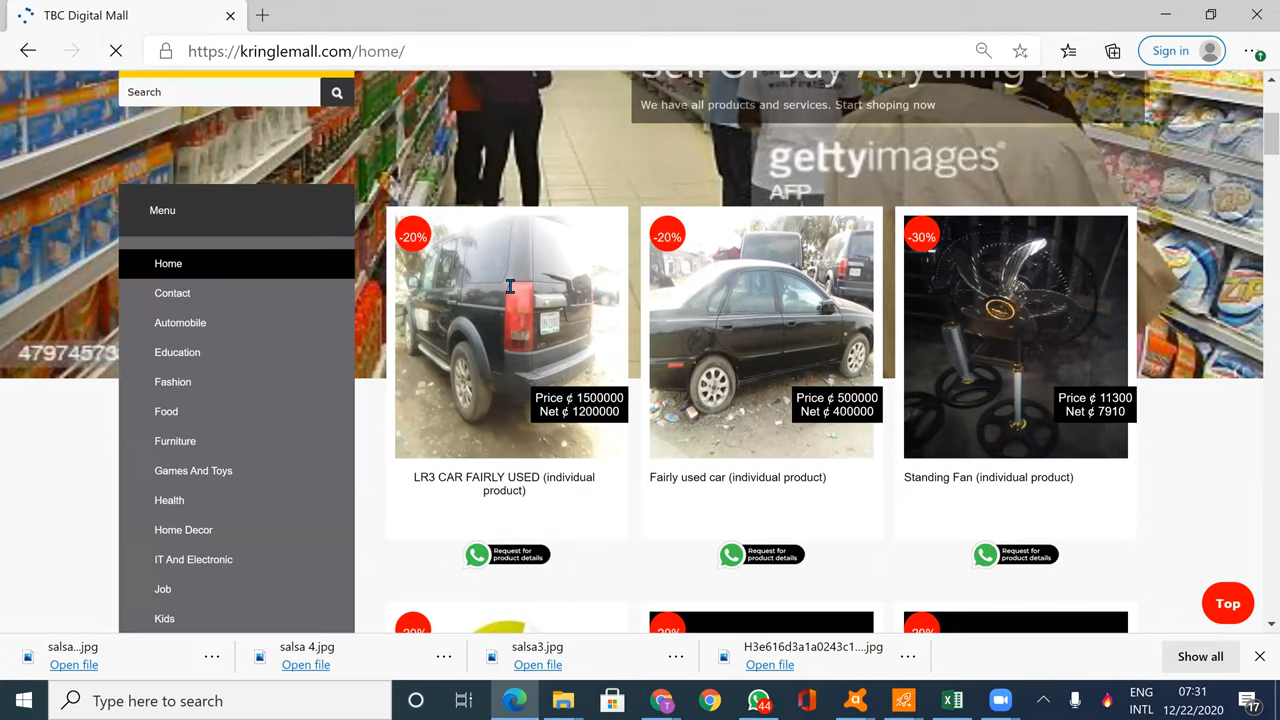 TBC Digital Mall
https://kringlemall.com/home/
Sign in
Search
Sell Or Buy Anything Here
We have all products and services. Start shoping now
gettyimages
AFP
47974573
Menu
Home
Contact
Automobile
Education
Fashion
Food
Furniture
Games And Toys
Health
Home Decor
IT And Electronic
Job
Kids
-20%
Price ¢ 1500000
Net ¢ 1200000
LR3 CAR FAIRLY USED (individual
product)
Request for
product details
-20%
Price ¢ 500000
Net ¢ 400000
Fairly used car (individual product)
Request for
product details
-30%
Price ¢ 11300
Net ¢ 7910
Standing Fan (individual product)
Request for
product details
-20%
-20%
-20%
Top
salsa...jpg
Open file
salsa 4.jpg
Open file
salsa3.jpg
Open file
H3e616d3a1a0243c1....jpg
Open file
Show all
Type here to search
44
ENG
INTL
07:31
12/22/2020
17